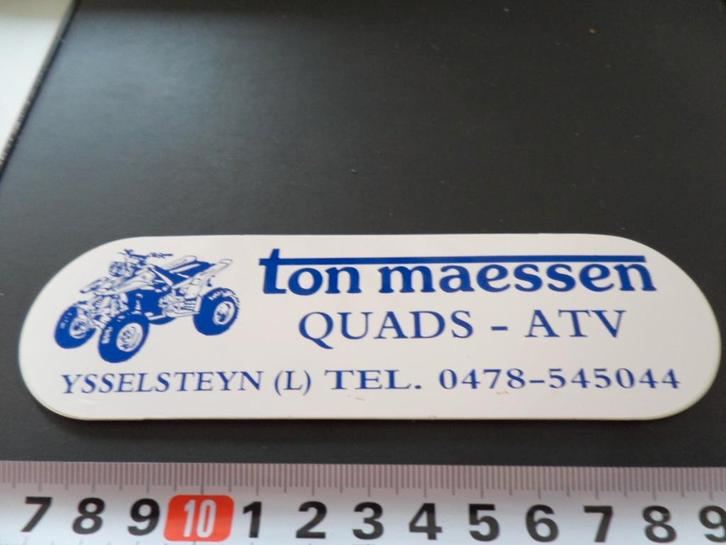 ton maessen
QUADS - ATV
YSSELSTEYN (L) TEL. 0478-545044
7 8 9 10 1 2 3 4 5 6 7 8 9